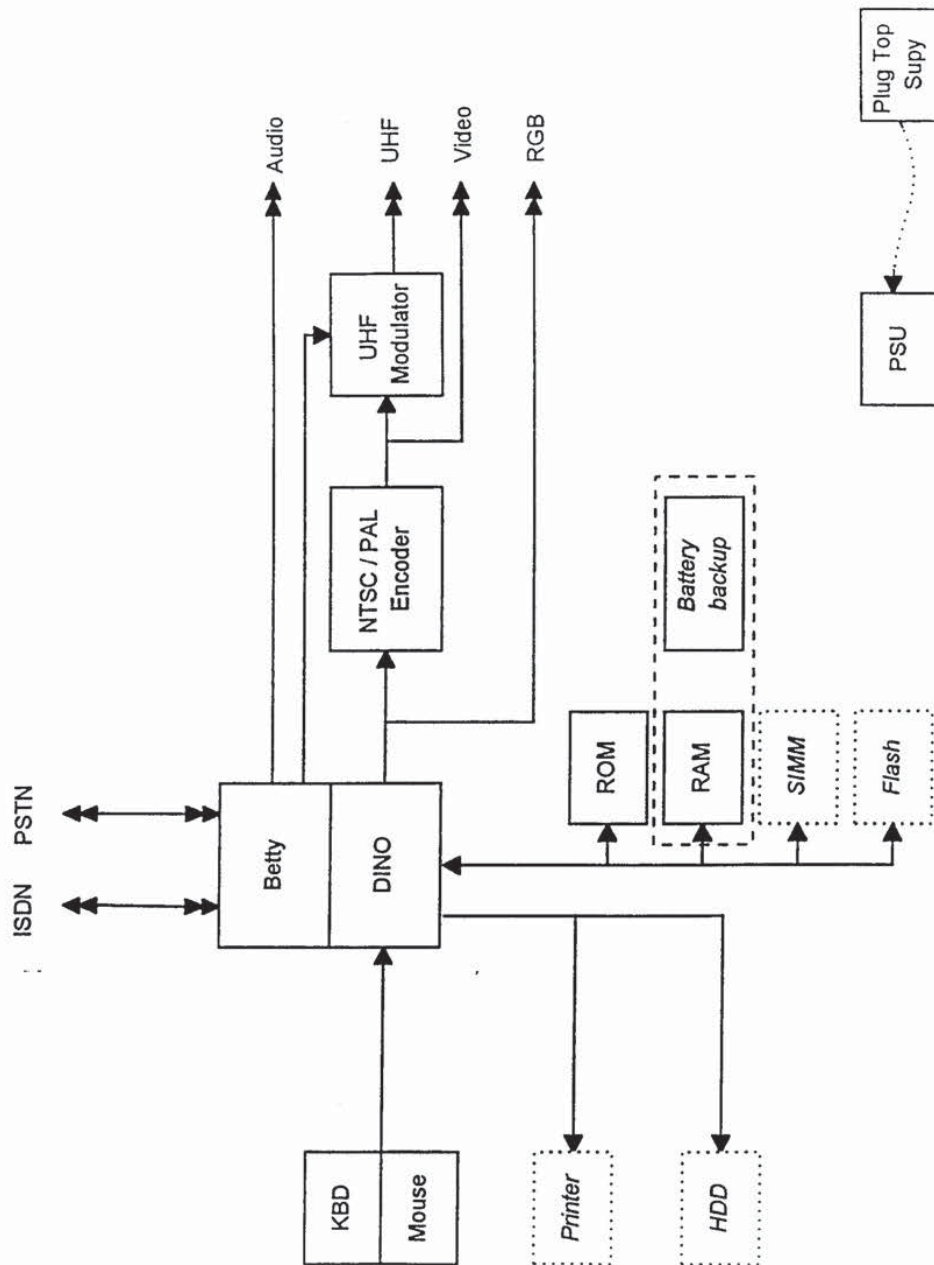 ISDN
PSTN
Audio
UHF
Video
RGB
KBD
Mouse
Betty
DINO
NTSC / PAL
Encoder
UHF
Modulator
Printer
HDD
ROM
RAM
SIMM
Flash
Battery
backup
PSU
Plug Top
Supy